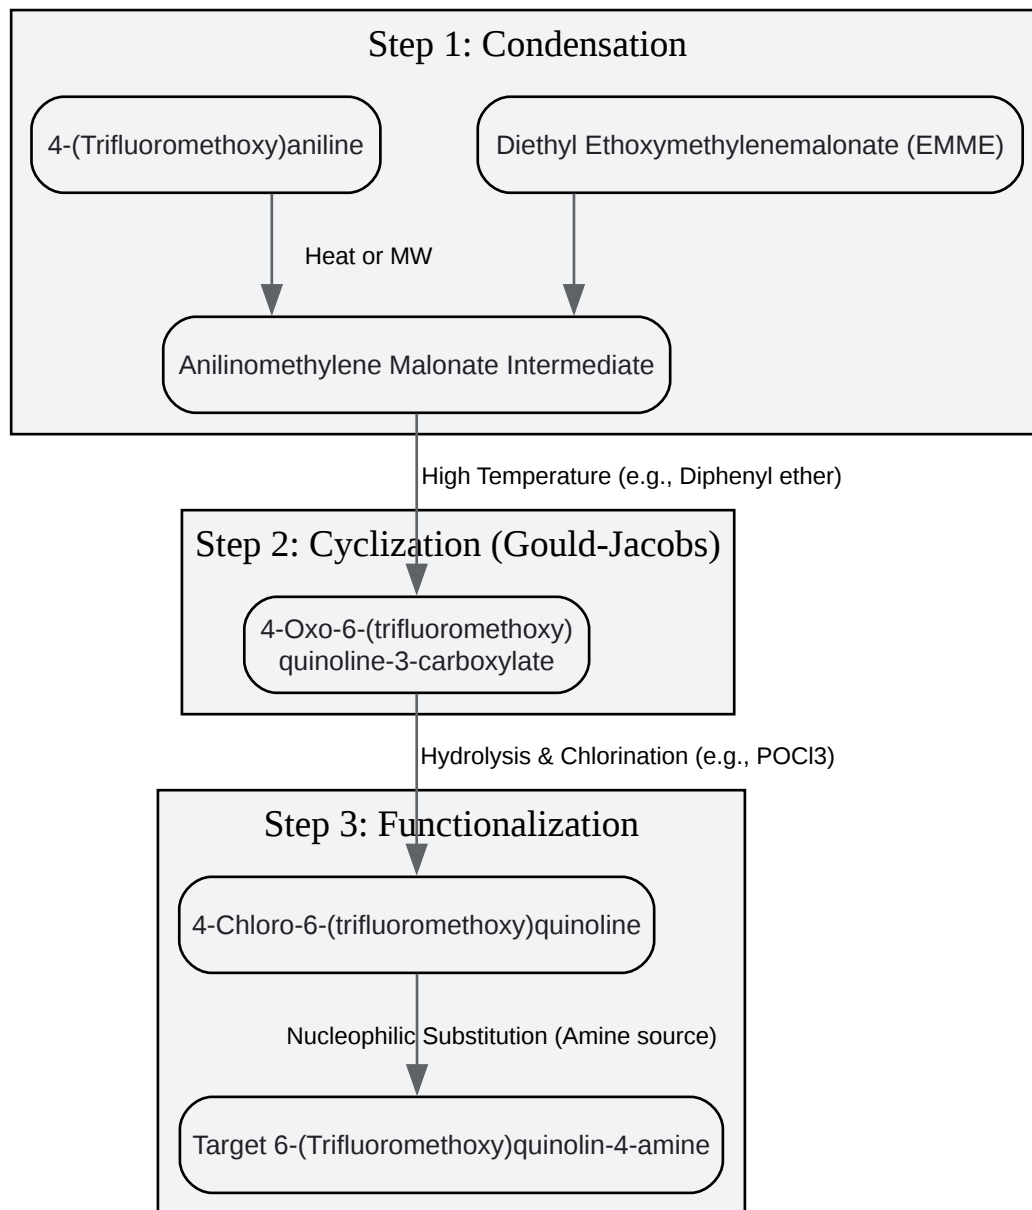 Step 1: Condensation
4-(Trifluoromethoxy)aniline
Diethyl Ethoxymethylenemalonate (EMME)
Heat or MW
Anilinomethylene Malonate Intermediate
High Temperature (e.g., Diphenyl ether)
Step 2: Cyclization (Gould-Jacobs)
4-Oxo-6-(trifluoromethoxy)
quinoline-3-carboxylate
Hydrolysis & Chlorination (e.g., POCl3)
Step 3: Functionalization
4-Chloro-6-(trifluoromethoxy)quinoline
Nucleophilic Substitution (Amine source)
Target 6-(Trifluoromethoxy)quinolin-4-amine